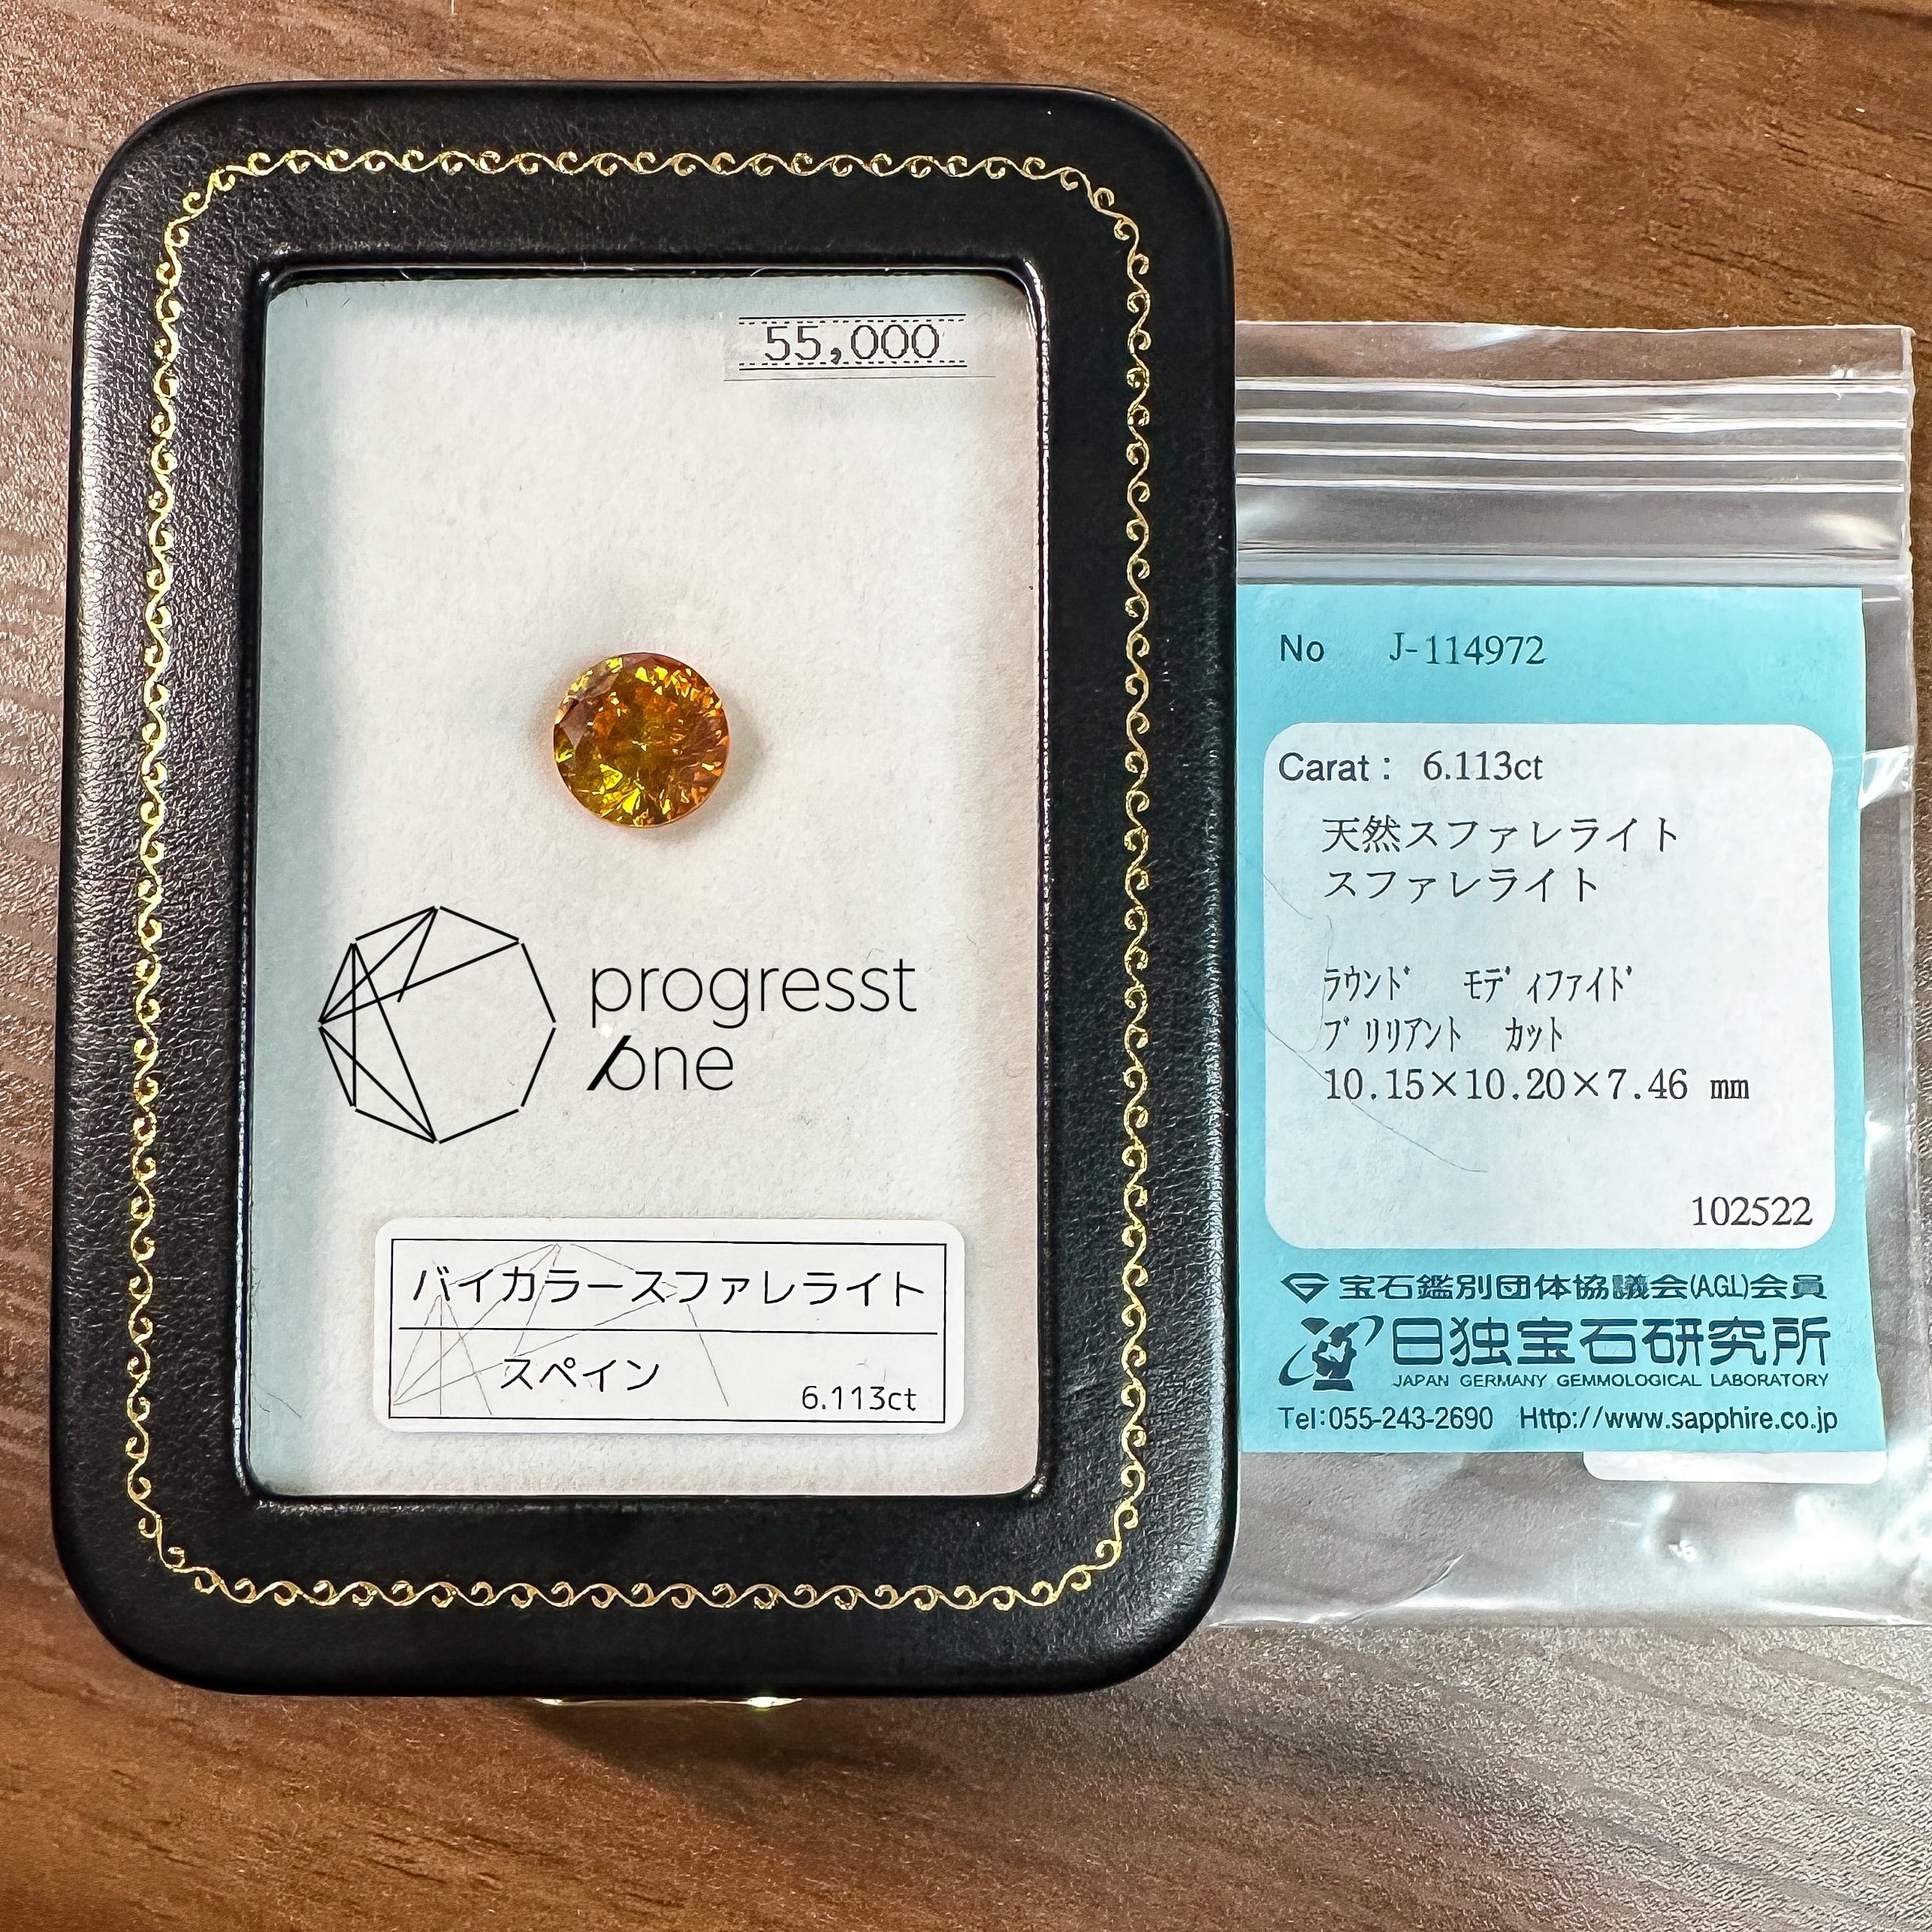 55,000
progresst
one
バイカラースファレライト
スペイン
6.113ct
No J-114972
Carat： 6.113ct
天然スファレライト
スファレライト
ﾗｳﾝﾄﾞ ﾓﾃﾞｨﾌｧｲﾄﾞ
ﾌﾞﾘﾘｱﾝﾄ ｶｯﾄ
10.15×10.20×7.46 mm
102522
宝石鑑別団体協議会(AGL)会員
日独宝石研究所
JAPAN GERMANY GEMMOLOGICAL LABORATORY
Tel:055-243-2690 Http://www.sapphire.co.jp